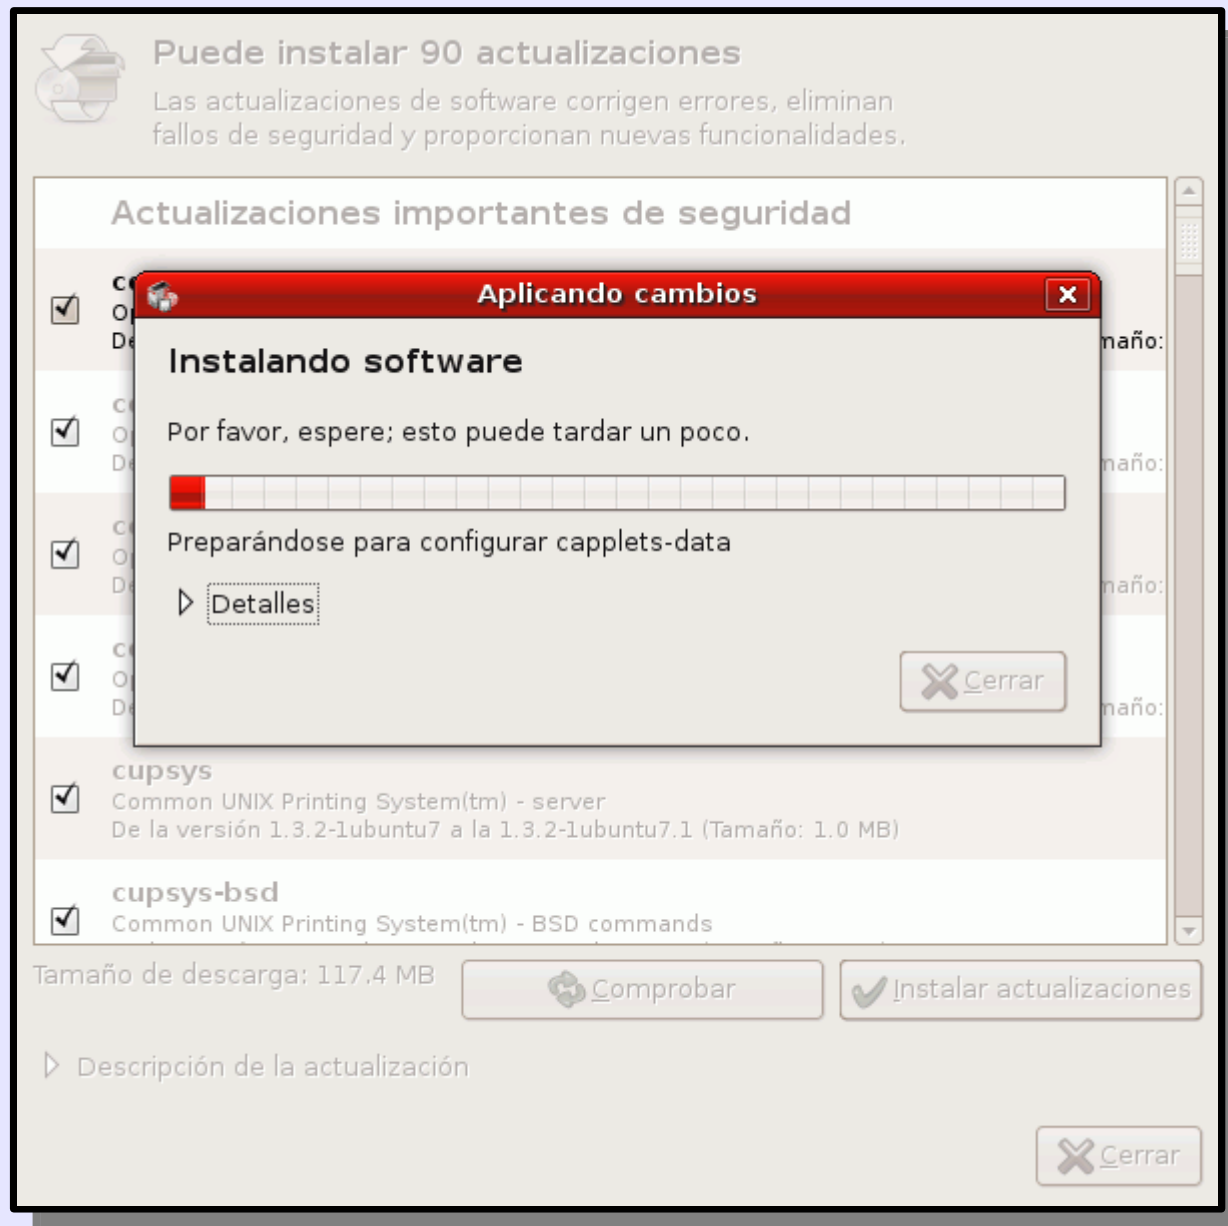 Puede instalar 90 actualizaciones
Las actualizaciones de software corrigen errores, eliminan
fallos de seguridad y proporcionan nuevas funcionalidades.
Actualizaciones importantes de seguridad
Aplicando cambios
Instalando software
Por favor, espere; esto puede tardar un poco.
Preparándose para configurar capplets-data
Detalles
Cerrar
cupsys
Common UNIX Printing System(tm) - server
De la versión 1.3.2-1ubuntu7 a la 1.3.2-1ubuntu7.1 (Tamaño: 1.0 MB)
cupsys-bsd
Common UNIX Printing System(tm) - BSD commands
Tamaño de descarga: 117.4 MB
Comprobar
Instalar actualizaciones
Descripción de la actualización
Cerrar